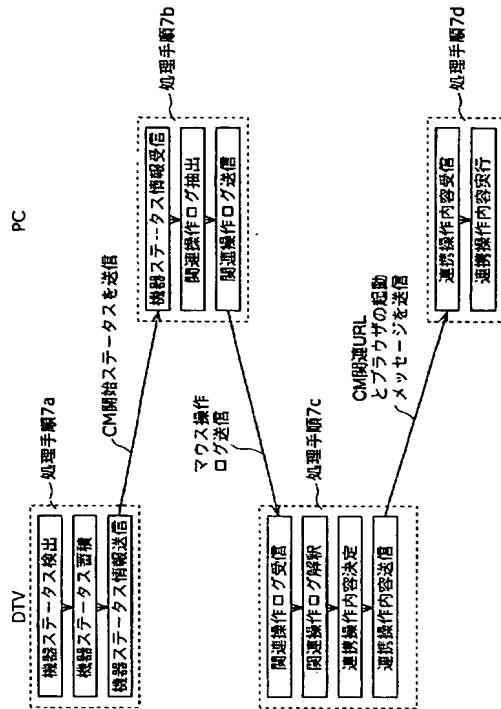 DTV
処理手順7a
機器ステータス検出
機器ステータス蓄積
機器ステータス情報送信
CM開始ステータスを送信
PC
処理手順7b
機器ステータス情報受信
関連操作ログ抽出
関連操作ログ送信
マウス操作
ログ送信
処理手順7c
関連操作ログ受信
関連操作ログ解釈
連携操作内容決定
連携操作内容送信
CM関連URL
とブラウザの起動
メッセージを送信
処理手順7d
連携操作内容受信
連携操作内容実行